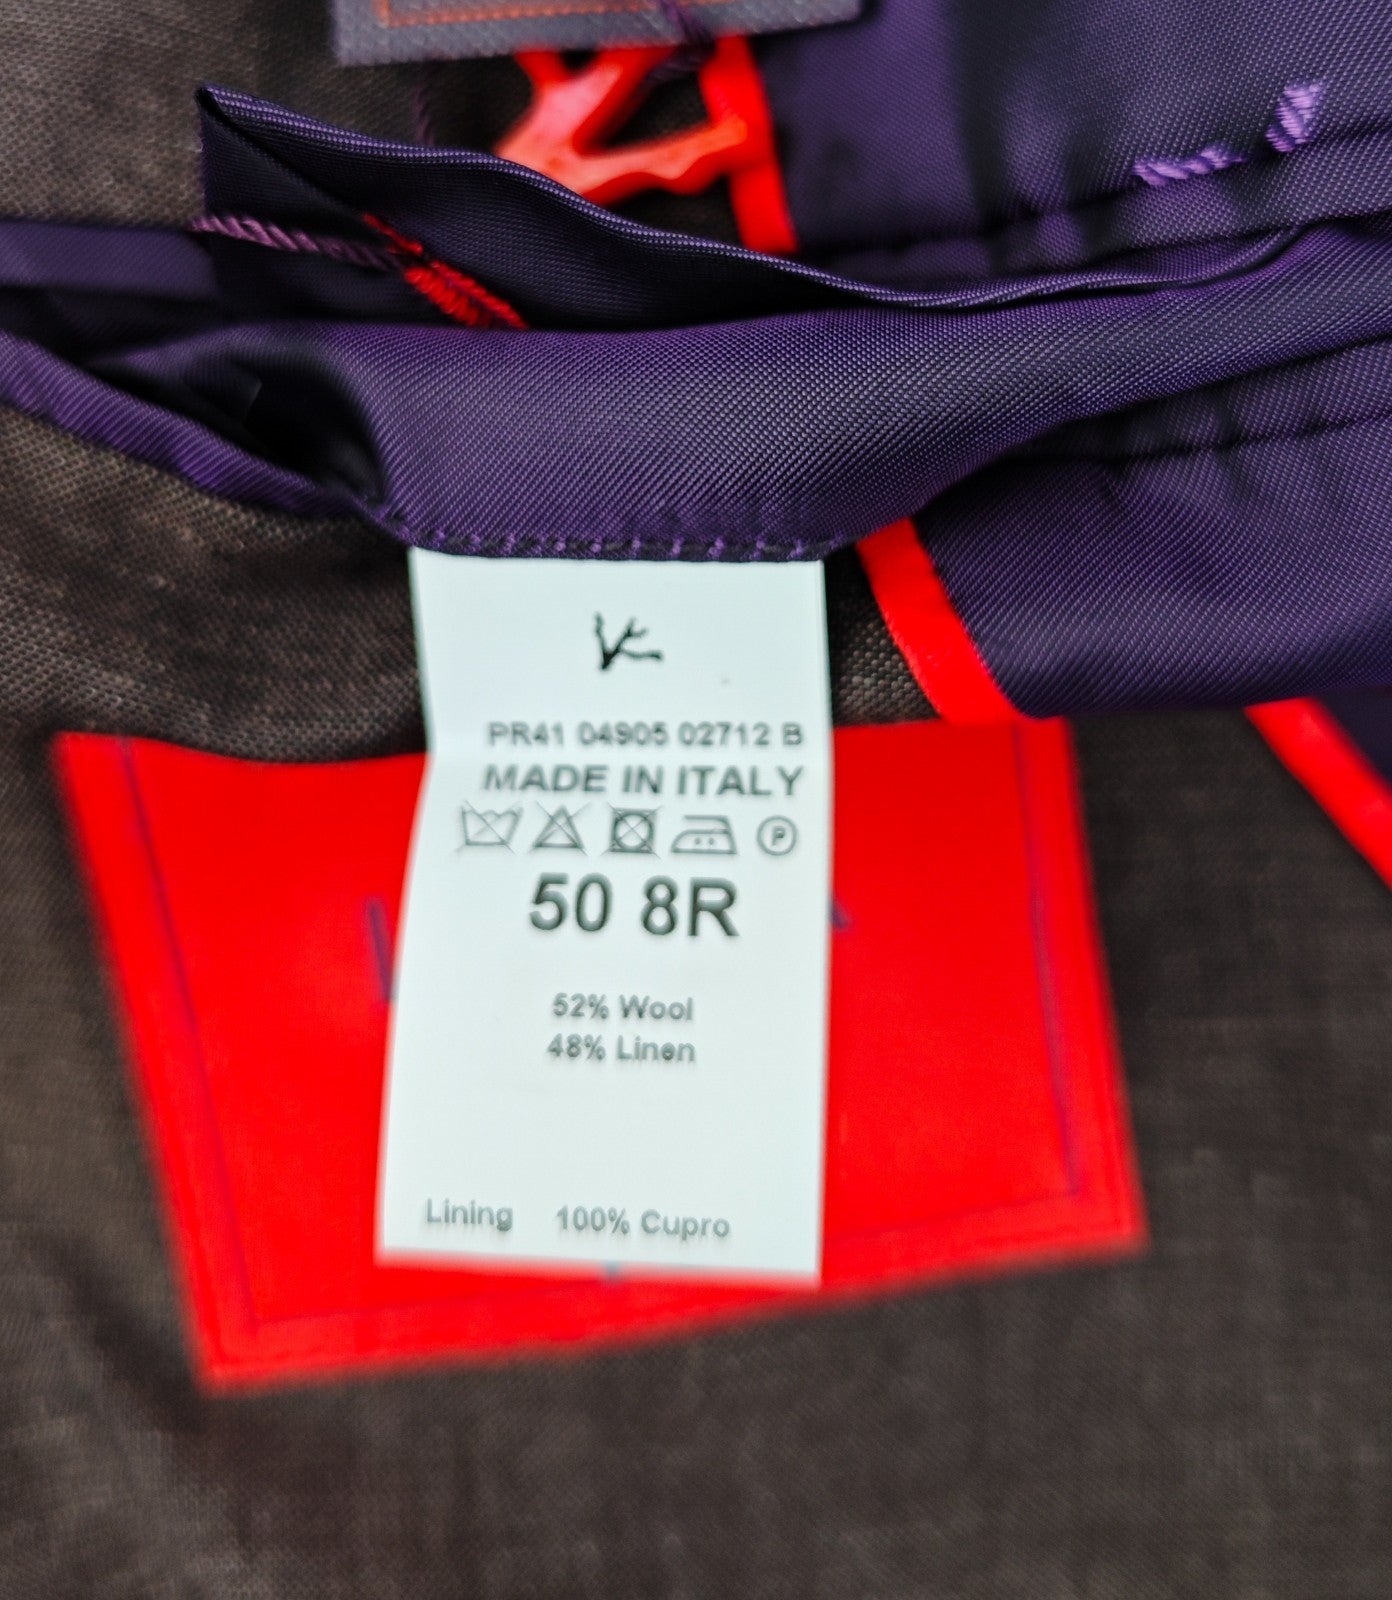 PR41 04905 02712 B
MADE IN ITALY
P
50 8R
52% Wool
48% Linen
Lining 100% Cupro